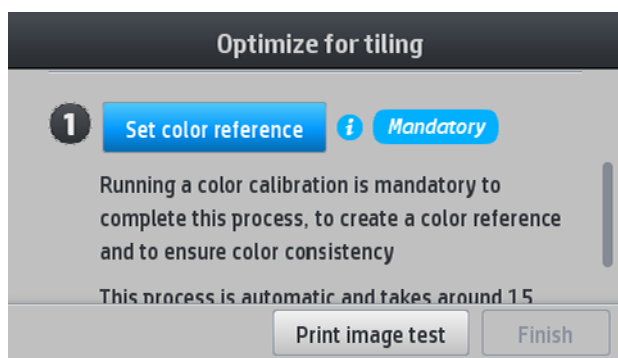 Optimize for tiling
1 Set color reference i Mandatory
Running a color calibration is mandatory to
complete this process, to create a color reference
and to ensure color consistency
This process is automatic and takes around 15
Print image test Finish